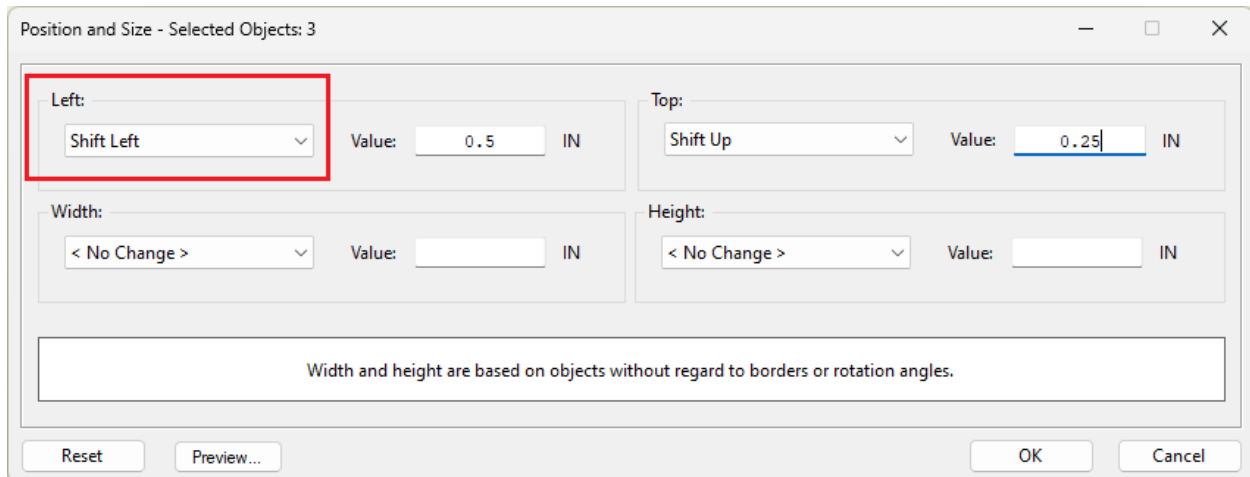 Position and Size - Selected Objects: 3
Left: Top:
Shift Left Value: 0.5 IN Shift Up Value: 0.25 IN
Width: Height:
< No Change > Value: IN < No Change > Value: IN
Width and height are based on objects without regard to borders or rotation angles.
Reset Preview... OK Cancel